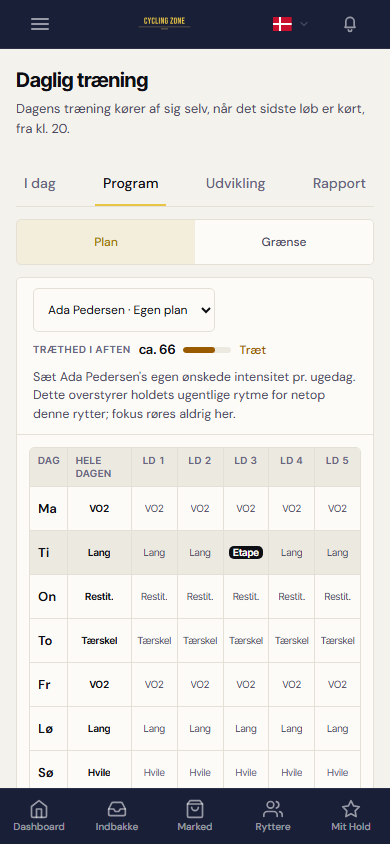 CYCLING ZONE
Daglig træning
Dagens træning kører af sig selv, når det sidste løb er kørt,
fra kl. 20.
I dag Program Udvikling Rapport
Plan Grænse
Ada Pedersen · Egen plan
TRÆTHED I AFTEN ca. 66 Træt
Sæt Ada Pedersen's egen ønskede intensitet pr. ugedag.
Dette overstyrer holdets ugentlige rytme for netop
denne rytter; fokus røres aldrig her.
DAG HELE DAGEN LD 1 LD 2 LD 3 LD 4 LD 5
Ma VO2 VO2 VO2 VO2 VO2 VO2
Ti Lang Lang Lang Etape Lang Lang
On Restit. Restit. Restit. Restit. Restit. Restit.
To Tærskel Tærskel Tærskel Tærskel Tærskel Tærskel
Fr VO2 VO2 VO2 VO2 VO2 VO2
Lø Lang Lang Lang Lang Lang Lang
Sø Hvile Hvile Hvile Hvile Hvile Hvile
Dashboard Indbakke Marked Ryttere Mit Hold